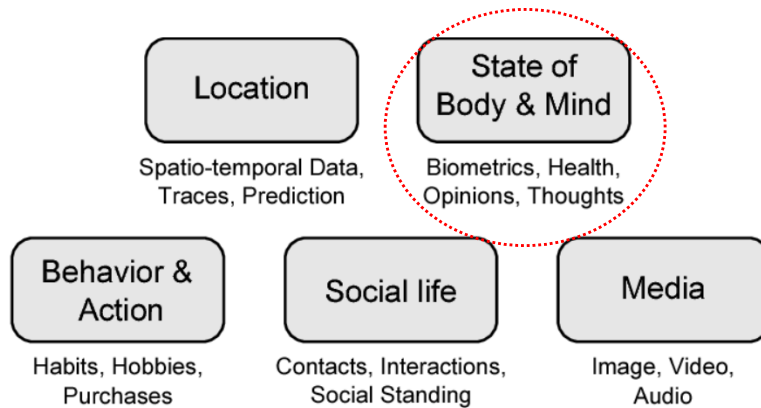 Location
State of
Body & Mind
Spatio-temporal Data,
Traces, Prediction
Biometrics, Health,
Opinions, Thoughts
Behavior &
Action
Social life
Media
Habits, Hobbies,
Purchases
Contacts, Interactions,
Social Standing
Image, Video,
Audio